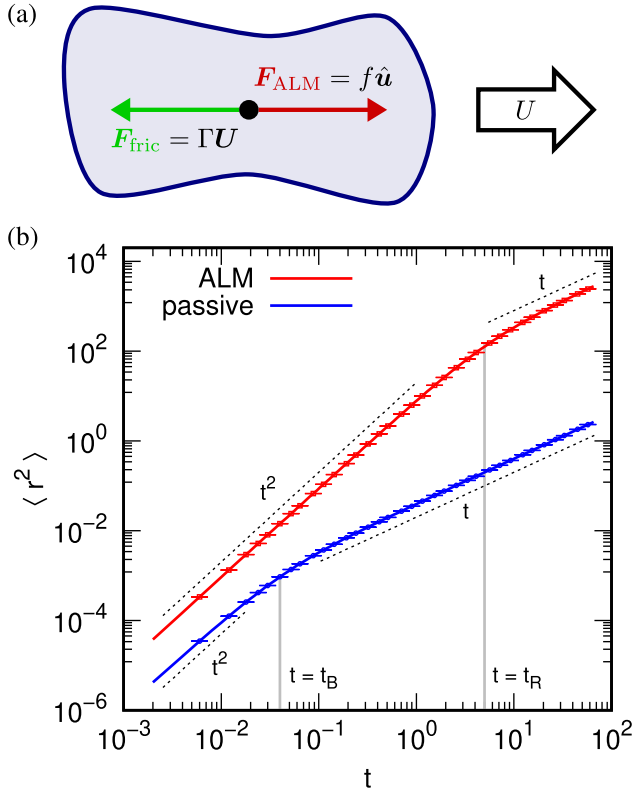 (a)
F_ALM = fû
F_fric = ΓU
U
(b)
10^4
10^2
10^0
10^-2
10^-4
10^-6
⟨ r^2 ⟩
ALM
passive
t
t^2
t
t^2
t = t_B
t = t_R
10^-3
10^-2
10^-1
10^0
10^1
10^2
t